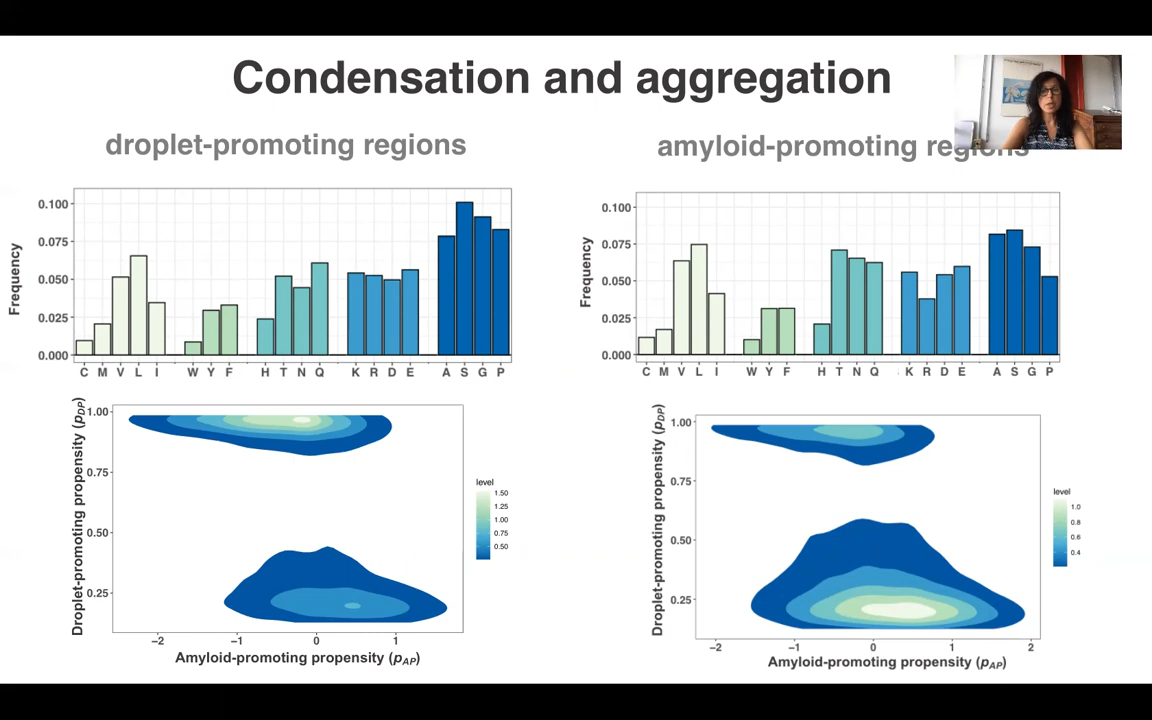 Condensation and aggregation
droplet-promoting regions
amyloid-promoting regions
Frequency
0.100
0.075
0.050
0.025
0.000
C M V L I W Y F H T N Q K R D E A S G P
Frequency
0.100
0.075
0.050
0.025
0.000
C M V L I W Y F H T N Q K R D E A S G P
Droplet-promoting propensity (pDP)
1.00
0.75
0.50
0.25
−2 −1 0 1
Amyloid-promoting propensity (pAP)
level
1.50
1.25
1.00
0.75
0.50
Droplet-promoting propensity (pDP)
1.00
0.75
0.50
0.25
−2 −1 0 1 2
Amyloid-promoting propensity (pAP)
level
1.0
0.8
0.6
0.4